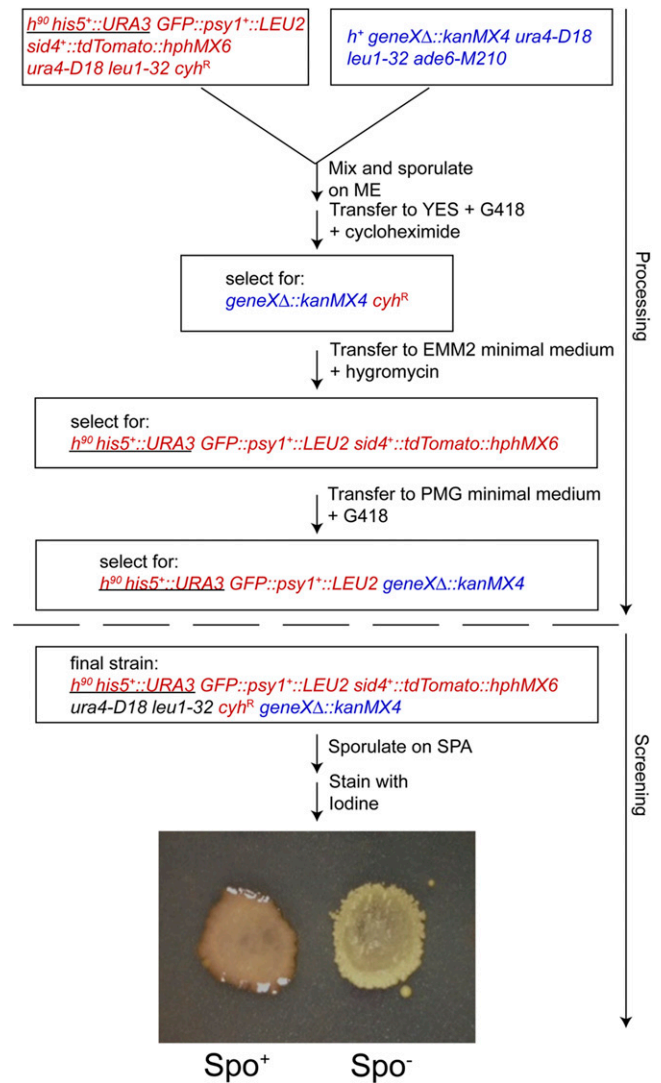 h⁹⁰ his5⁺::URA3 GFP::psy1⁺::LEU2
sid4⁺::tdTomato::hphMX6
ura4-D18 leu1-32 cyhᴿ
h⁺ geneXΔ::kanMX4 ura4-D18
leu1-32 ade6-M210
Mix and sporulate
on ME
Transfer to YES + G418
+ cycloheximide
select for:
geneXΔ::kanMX4 cyhᴿ
Transfer to EMM2 minimal medium
+ hygromycin
select for:
h⁹⁰ his5⁺::URA3 GFP::psy1⁺::LEU2 sid4⁺::tdTomato::hphMX6
Transfer to PMG minimal medium
+ G418
select for:
h⁹⁰ his5⁺::URA3 GFP::psy1⁺::LEU2 geneXΔ::kanMX4
Processing
final strain:
h⁹⁰ his5⁺::URA3 GFP::psy1⁺::LEU2 sid4⁺::tdTomato::hphMX6
ura4-D18 leu1-32 cyhᴿ geneXΔ::kanMX4
Sporulate on SPA
Stain with
Iodine
Screening
Spo⁺ Spo⁻